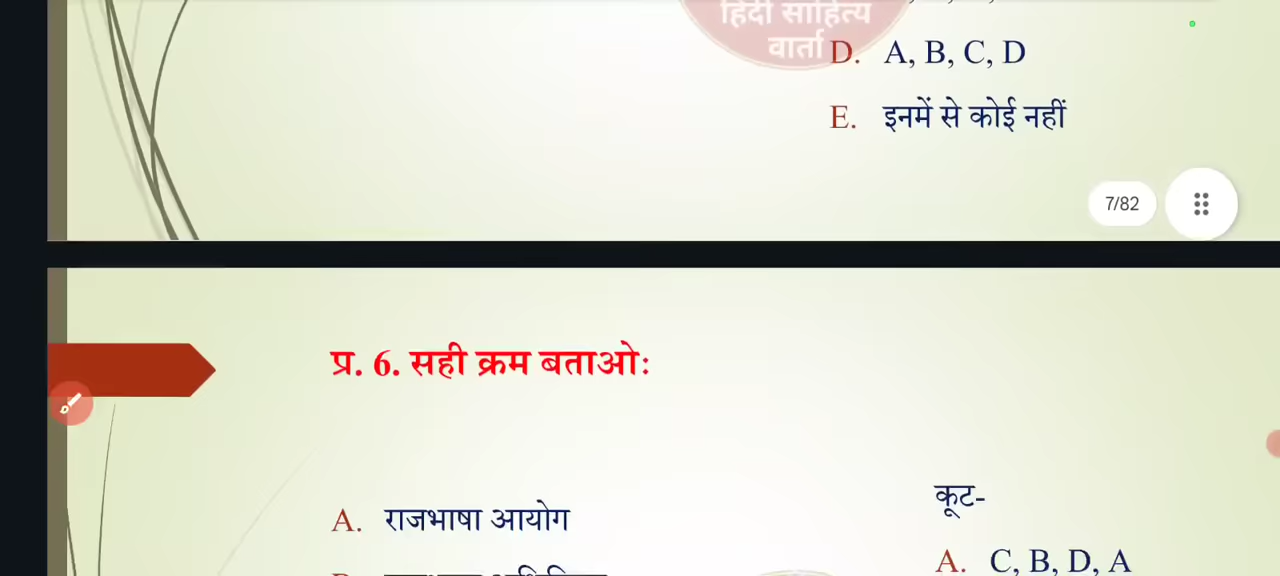 हिंदी साहित्य
वार्ता
D. A, B, C, D
E. इनमें से कोई नहीं
7/82
प्र. 6. सही क्रम बताओः
कूट-
A. राजभाषा आयोग
A. C, B, D, A